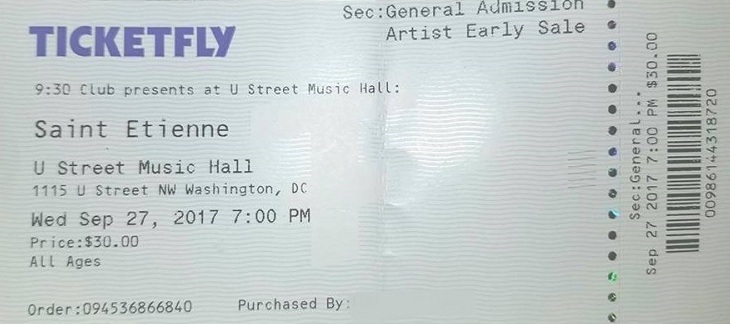 Sec:General Admission
Artist Early Sale
TICKETFLY
9:30 Club presents at U Street Music Hall:
Saint Etienne
U Street Music Hall
1115 U Street NW Washington, DC
Wed Sep 27, 2017 7:00 PM
Price:$30.00
All Ages
Order:094536866840
Purchased By:
Sec:General...
Sep 27 2017 7:00 PM $30.00
00986144318720